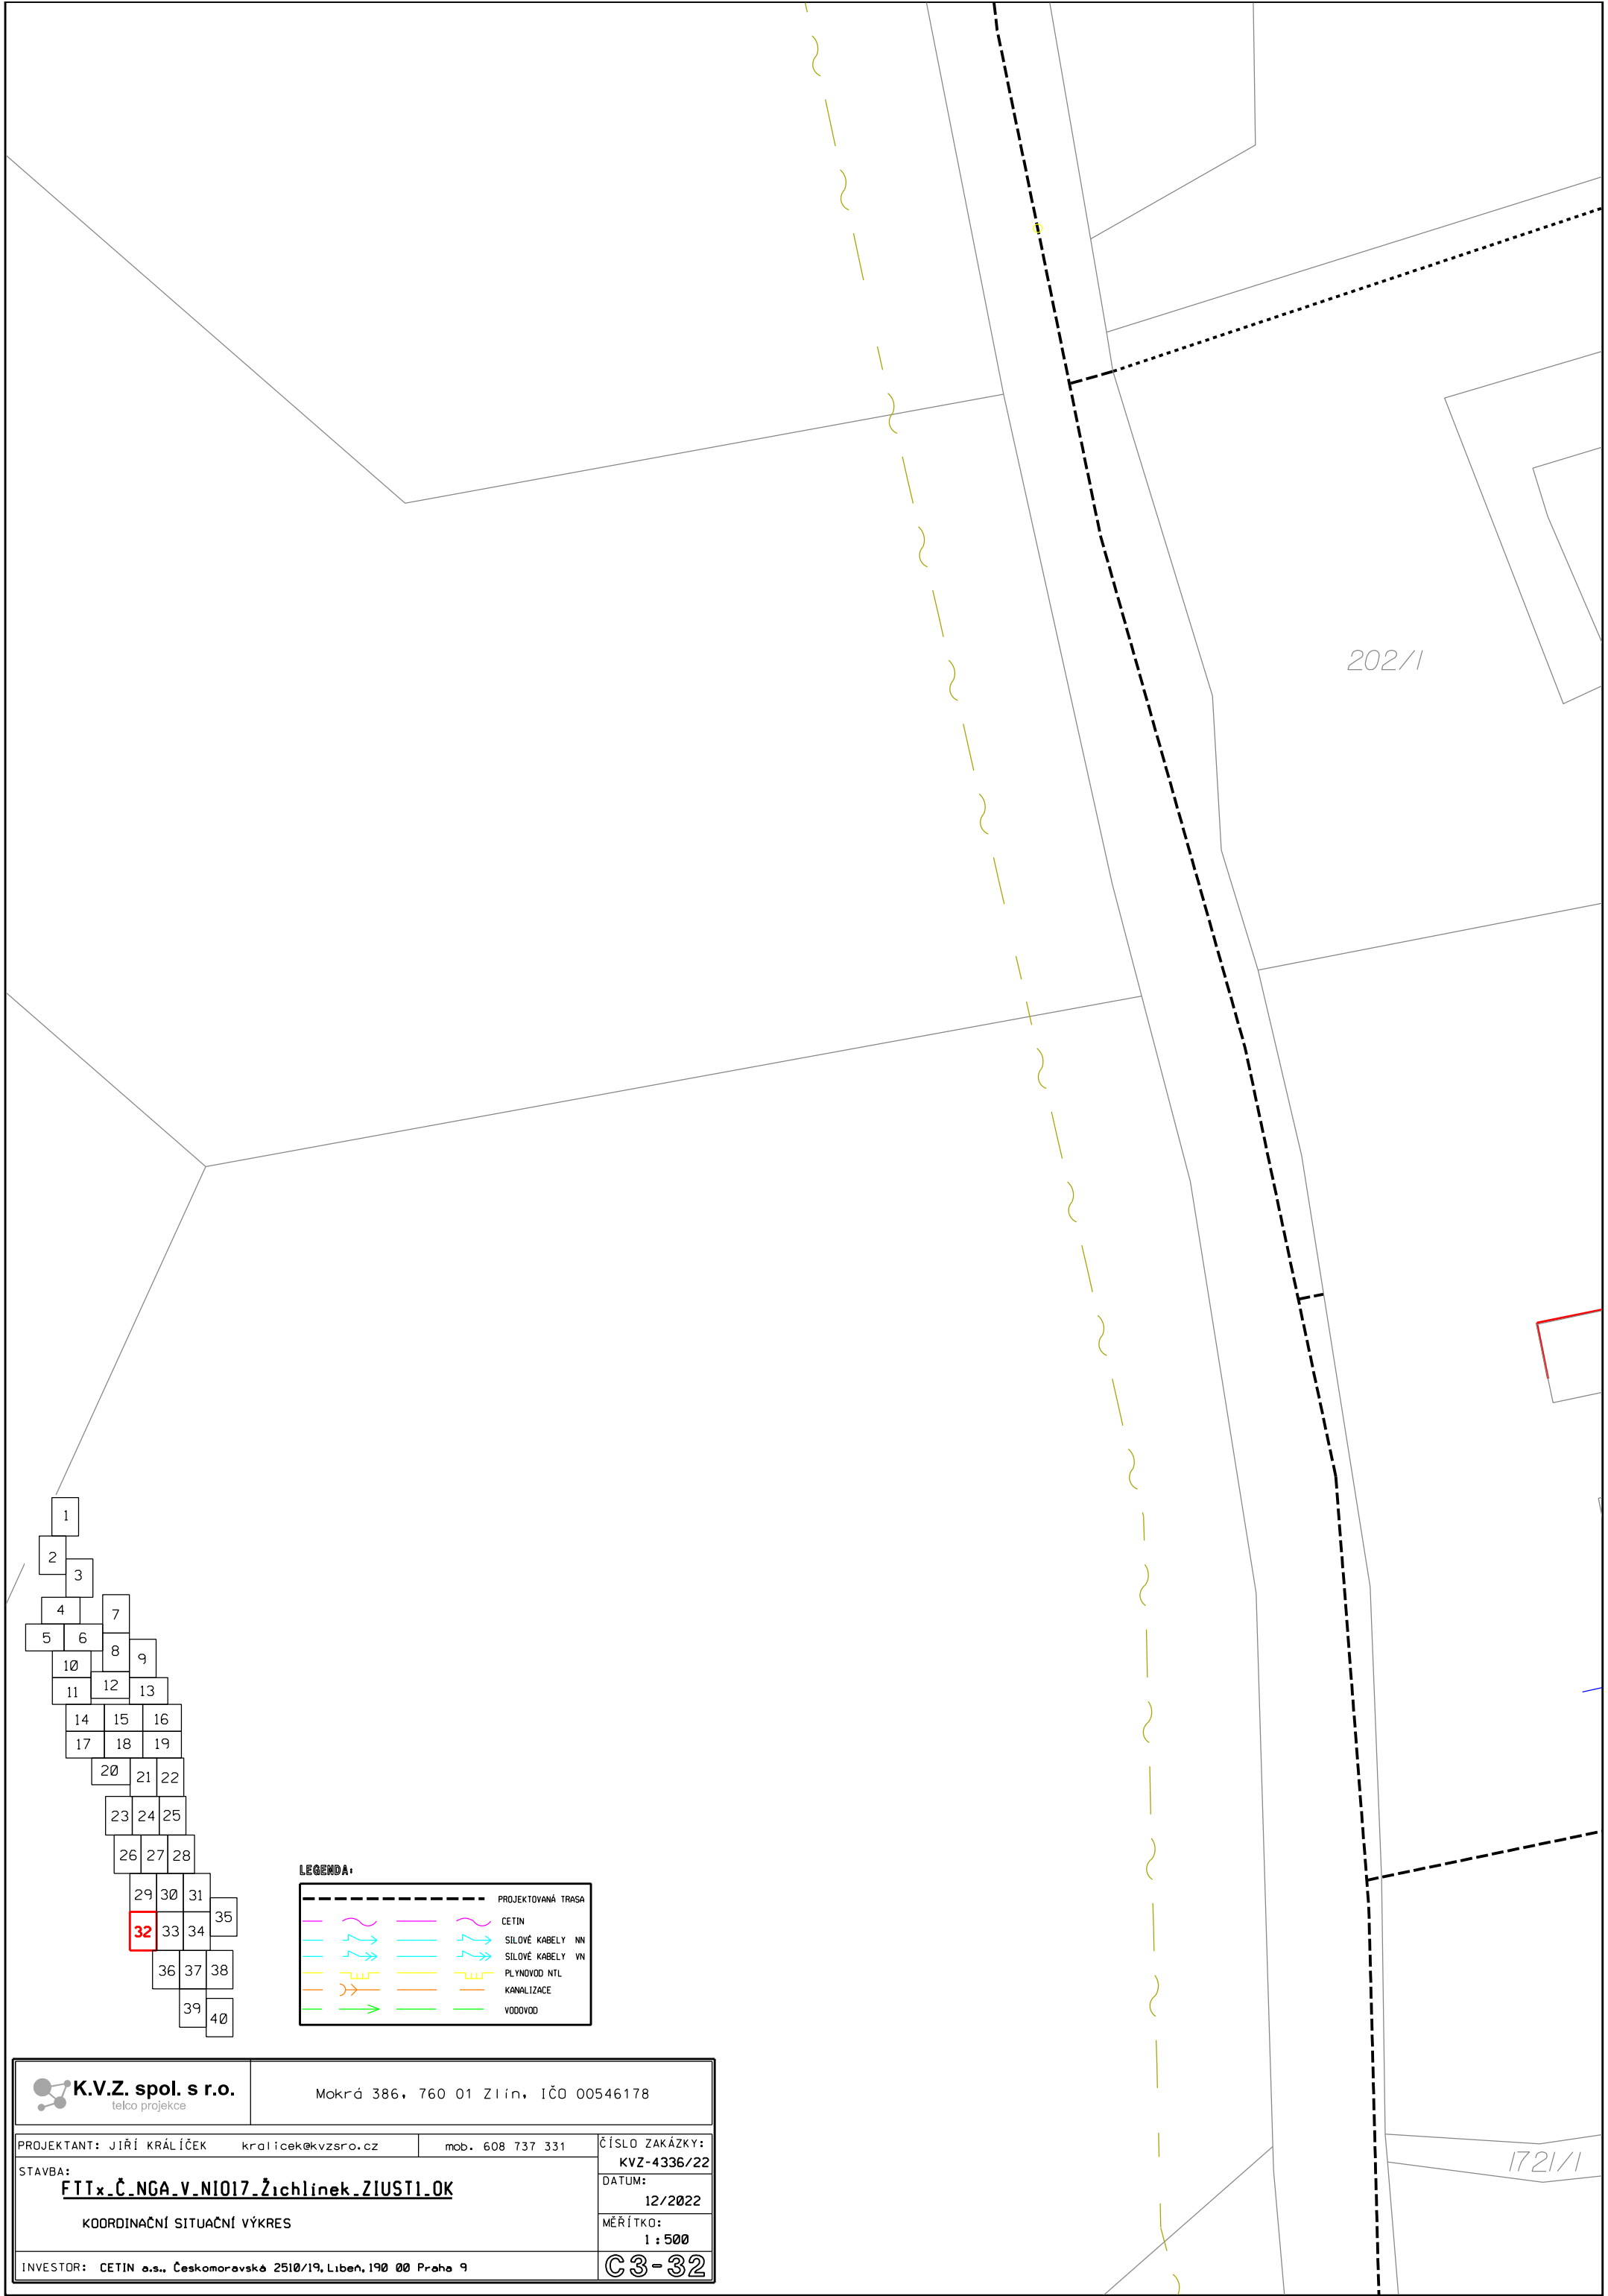 202/1
1
2
3
4
7
5 6
8
9
10
12
11
13
14 15 16
17 18 19
20
21 22
23 24 25
26 27 28
29 30 31
35
32 33 34
36 37 38
39
40
LEGENDA:
PROJEKTOVANÁ TRASA
CETIN
SILOVÉ KABELY NN
SILOVÉ KABELY VN
PLYNOVOD NTL
KANALIZACE
VODOVOD
1721/1
K.V.Z. spol. s r.o.
telco projekce
Mokrá 386, 760 01 Zlín, IČO 00546178
PROJEKTANT: JIŘÍ KRÁLÍČEK kralicek@kvzsro.cz mob. 608 737 331
ČÍSLO ZAKÁZKY:
KVZ-4336/22
STAVBA:
FTTx_Č_NGA_V_NIO17_Žichlínek_ZIUST1_OK
DATUM:
12/2022
KOORDINAČNÍ SITUAČNÍ VÝKRES
MĚŘÍTKO:
1:500
INVESTOR: CETIN a.s., Českomoravská 2510/19, Libeň, 190 00 Praha 9
C3-32